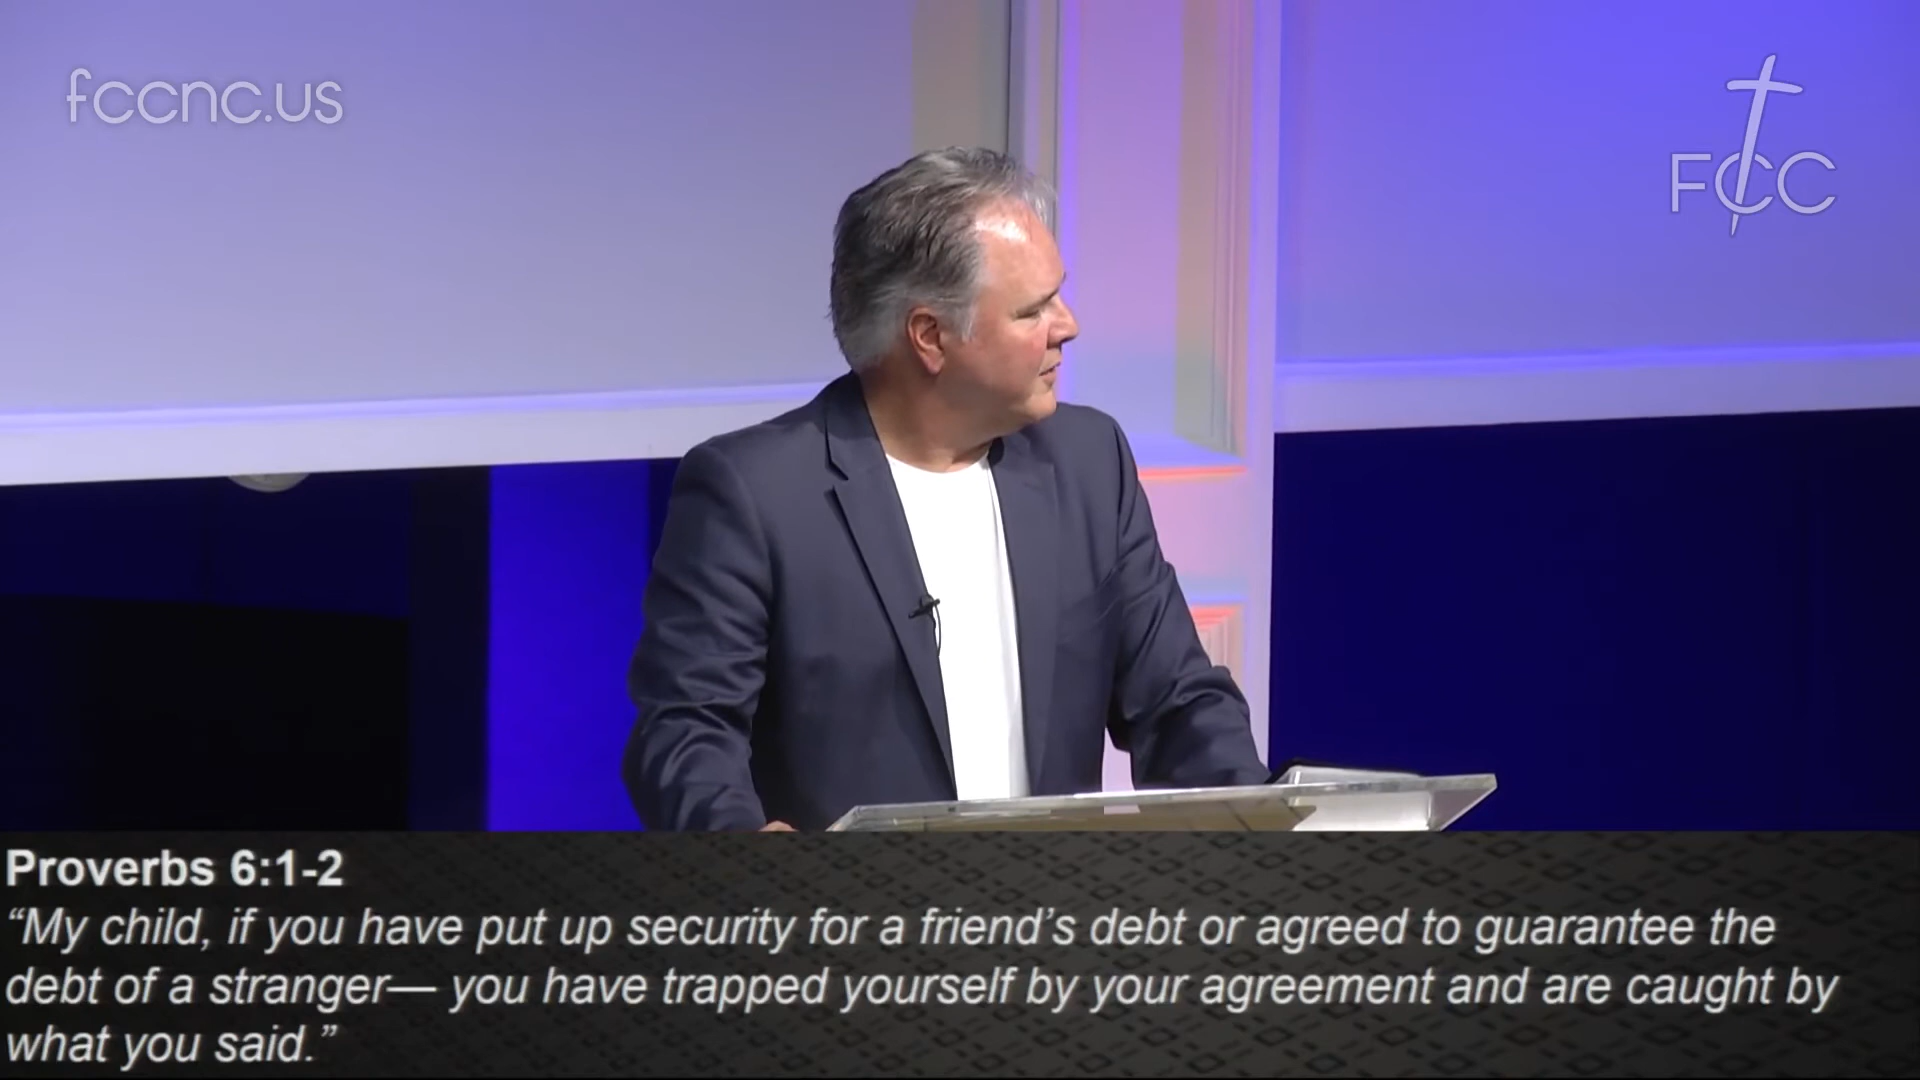 fccnc.us
FCC
Proverbs 6:1-2
“My child, if you have put up security for a friend’s debt or agreed to guarantee the
debt of a stranger— you have trapped yourself by your agreement and are caught by
what you said.”